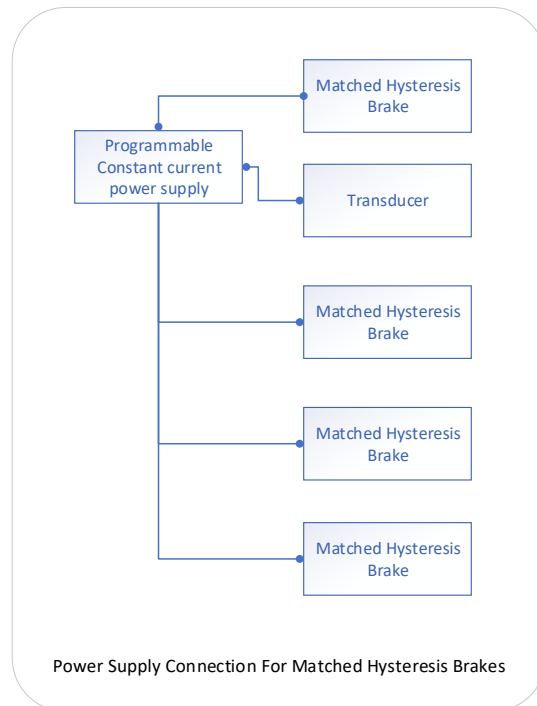 Matched Hysteresis
Brake
Programmable
Constant current
power supply
Transducer
Matched Hysteresis
Brake
Matched Hysteresis
Brake
Matched Hysteresis
Brake
Power Supply Connection For Matched Hysteresis Brakes